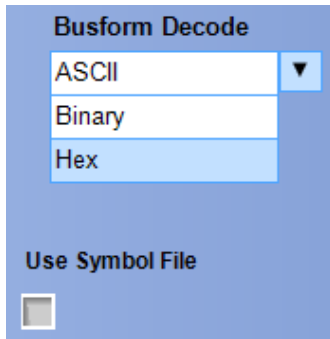 Busform Decode
ASCII
Binary
Hex
Use Symbol File